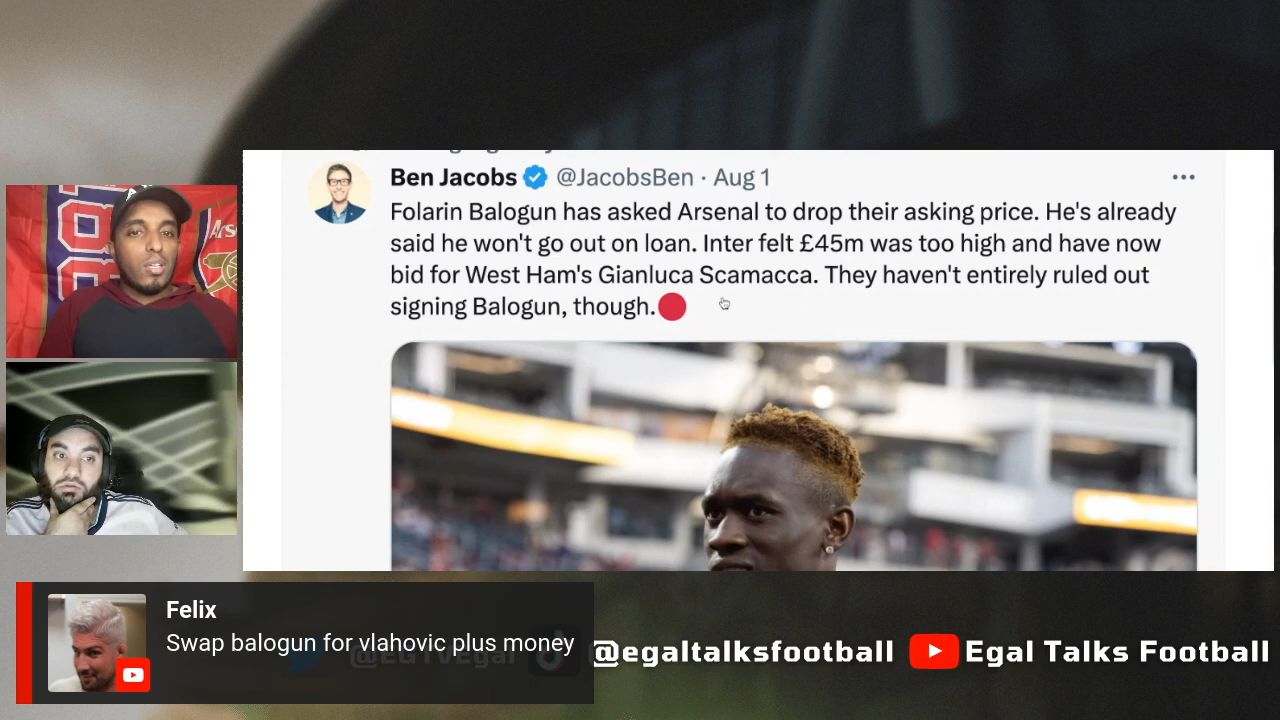 Ben Jacobs @JacobsBen · Aug 1
Folarin Balogun has asked Arsenal to drop their asking price. He's already
said he won't go out on loan. Inter felt £45m was too high and have now
bid for West Ham's Gianluca Scamacca. They haven't entirely ruled out
signing Balogun, though.
Ars
Felix
Swap balogun for vlahovic plus money
@EGTVEgal
@egaltalksfootball Egal Talks Football